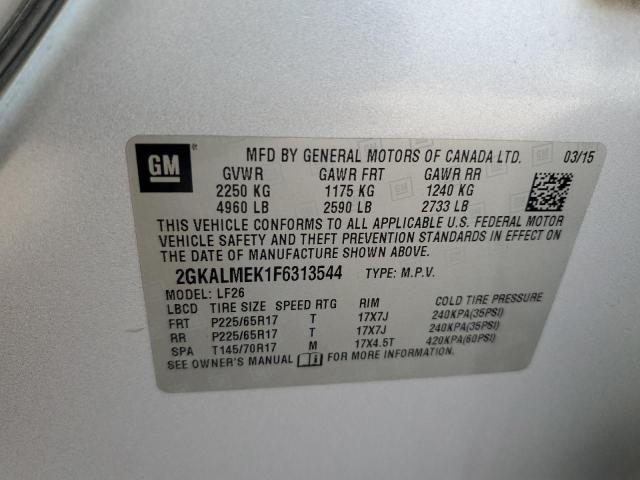 GM
MFD BY GENERAL MOTORS OF CANADA LTD. 03/15
GVWR GAWR FRT GAWR RR
2250 KG 1175 KG 1240 KG
4960 LB 2590 LB 2733 LB
THIS VEHICLE CONFORMS TO ALL APPLICABLE U.S. FEDERAL MOTOR
VEHICLE SAFETY AND THEFT PREVENTION STANDARDS IN EFFECT ON
THE DATE OF MANUFACTURE SHOWN ABOVE.
2GKALMEK1F6313544 TYPE: M.P.V.
MODEL: LF26
LBCD TIRE SIZE SPEED RTG RIM COLD TIRE PRESSURE
FRT P225/65R17 T 17X7J 240KPA(35PSI)
RR P225/65R17 T 17X7J 240KPA(35PSI)
SPA T145/70R17 M 17X4.5T 420KPA(60PSI)
SEE OWNER'S MANUAL FOR MORE INFORMATION.